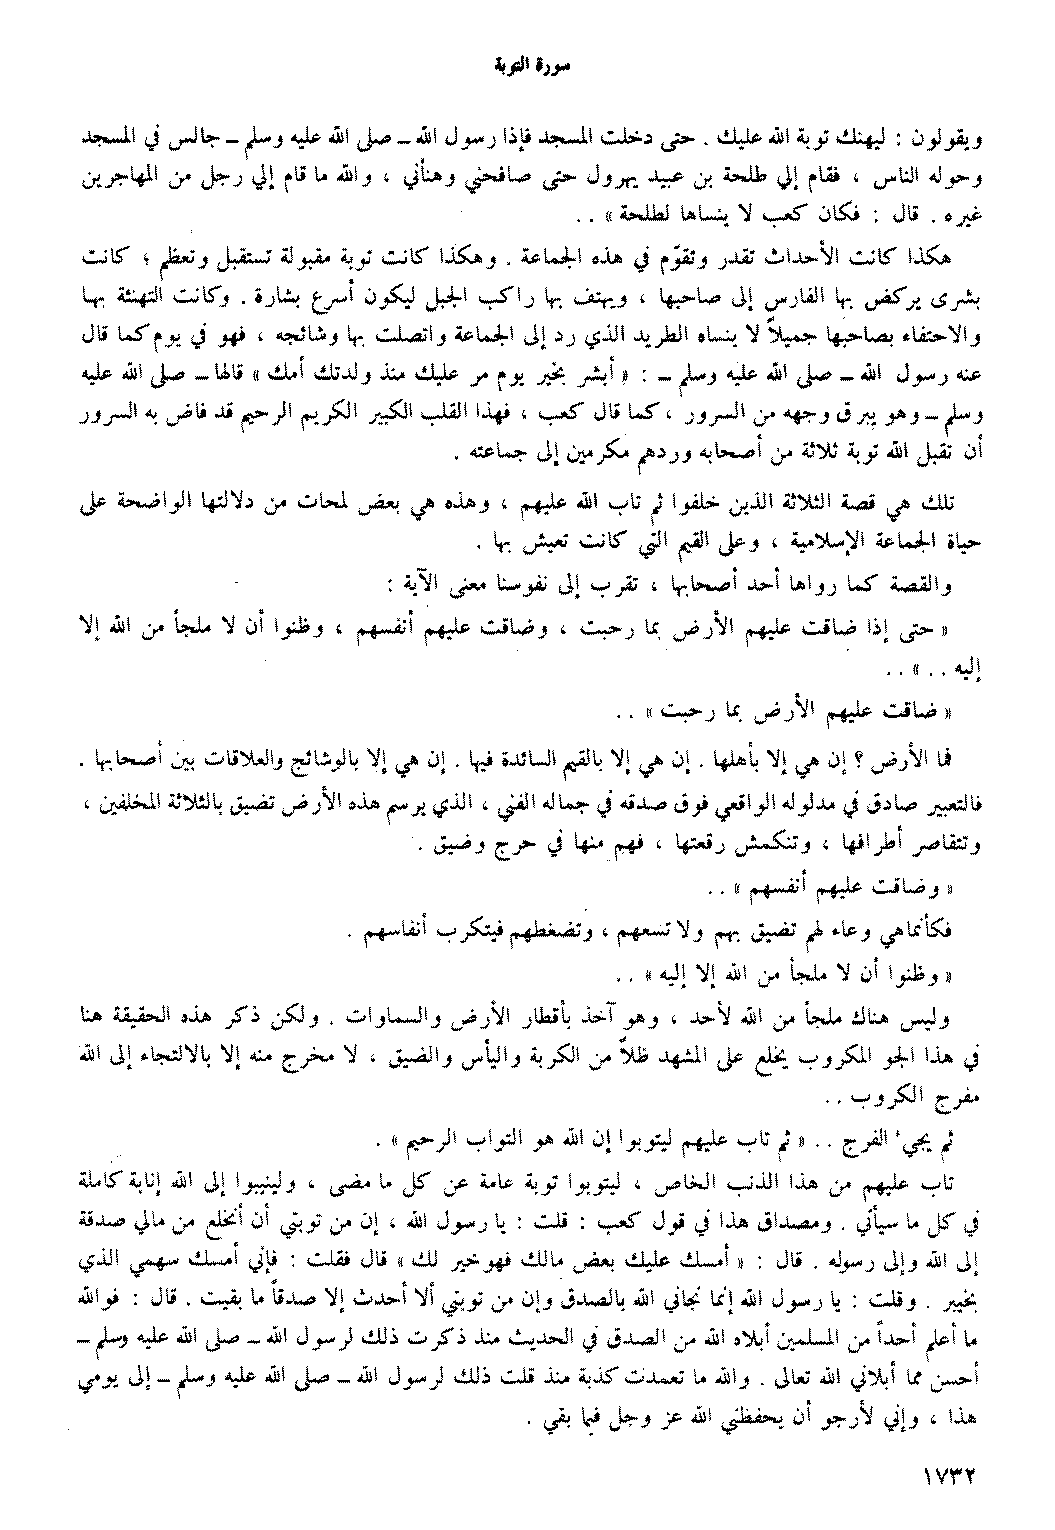 سورة التوبة
ويقولون : ليهنك توبة الله عليك . حتى دخلت المسجد فإذا رسول الله ــ صلى الله عليه وسلم ــ جالس في المسجد
وحوله الناس ، فقام إلي طلحة بن عبيد يهرول حتى صافحني وهنأني ، والله ما قام إلي رجل من المهاجرين
غيره . قال : فكان كعب لا ينساها لطلحة » . .
هكذا كانت الأحداث تقدر وتقوّم في هذه الجماعة . وهكذا كانت توبة مقبولة تستقبل وتعظم ؛ كانت
بشرى يركض بها الفارس إلى صاحبها ، ويهتف بها راكب الجبل ليكون أسرع بشارة . وكانت التهنئة بها
والاحتفاء بصاحبها جميلاً لا ينساه الطريد الذي رد إلى الجماعة واتصلت بها وشائجه ، فهو في يوم كما قال
عنه رسول الله ــ صلى الله عليه وسلم ــ : « أبشر بخير يوم مر عليك منذ ولدتك أمك » قالها ــ صلى الله عليه
وسلم ــ وهو يبرق وجهه من السرور ، كما قال كعب ، فهذا القلب الكبير الكريم الرحيم قد فاض به السرور
أن تقبل الله توبة ثلاثة من أصحابه وردهم مكرمين إلى جماعته .
تلك هي قصة الثلاثة الذين خلفوا ثم تاب الله عليهم ، وهذه هي بعض لمحات من دلالتها الواضحة على
حياة الجماعة الإسلامية ، وعلى القيم التي كانت تعيش بها .
والقصة كما رواها أحد أصحابها ، تقرب إلى نفوسنا معنى الآية :
« حتى إذا ضاقت عليهم الأرض بما رحبت ، وضاقت عليهم أنفسهم ، وظنوا أن لا ملجأ من الله إلا
إليه . . » . .
« ضاقت عليهم الأرض بما رحبت » . .
فما الأرض ؟ إن هي إلا بأهلها . إن هي إلا بالقيم السائدة فيها . إن هي إلا بالوشائج والعلاقات بين أصحابها .
فالتعبير صادق في مدلوله الواقعي فوق صدقه في جماله الفني ، الذي يرسم هذه الأرض تضيق بالثلاثة المخلفين ،
وتتقاصر أطرافها ، وتنكمش رقعتها ، فهم منها في حرج وضيق .
« وضاقت عليهم أنفسهم » . .
فكأنماهي وعاء لهم تضيق بهم ولا تسعهم ، وتضغطهم فيتكرب أنفاسهم .
« وظنوا أن لا ملجأ من الله إلا إليه » . .
وليس هناك ملجأ من الله لأحد ، وهو آخذ بأقطار الأرض والسماوات . ولكن ذكر هذه الحقيقة هنا
في هذا الجو المكروب يخلع على المشهد ظلاً من الكربة واليأس والضيق ، لا مخرج منه إلا بالالتجاء إلى الله
مفرج الكروب . .
ثم يجيء الفرج . . « ثم تاب عليهم ليتوبوا إن الله هو التواب الرحيم » .
تاب عليهم من هذا الذنب الخاص ، ليتوبوا توبة عامة عن كل ما مضى ، ولينيبوا إلى الله إنابة كاملة
في كل ما سيأتي . ومصداق هذا في قول كعب : قلت : يا رسول الله ، إن من توبتي أن أنخلع من مالي صدقة
إلى الله وإلى رسوله . قال : « أمسك عليك بعض مالك فهو خير لك » قال فقلت : فإني أمسك سهمي الذي
بخيبر . وقلت : يا رسول الله إنما نجاني الله بالصدق وإن من توبتي ألا أحدث إلا صدقاً ما بقيت . قال : فوالله
ما أعلم أحداً من المسلمين أبلاه الله من الصدق في الحديث منذ ذكرت ذلك لرسول الله ــ صلى الله عليه وسلم ــ
أحسن مما أبلاني الله تعالى . والله ما تعمدت كذبة منذ قلت ذلك لرسول الله ــ صلى الله عليه وسلم ــ إلى يومي
هذا ، وإني لأرجو أن يحفظني الله عز وجل فيما بقي .
١٧٣٢